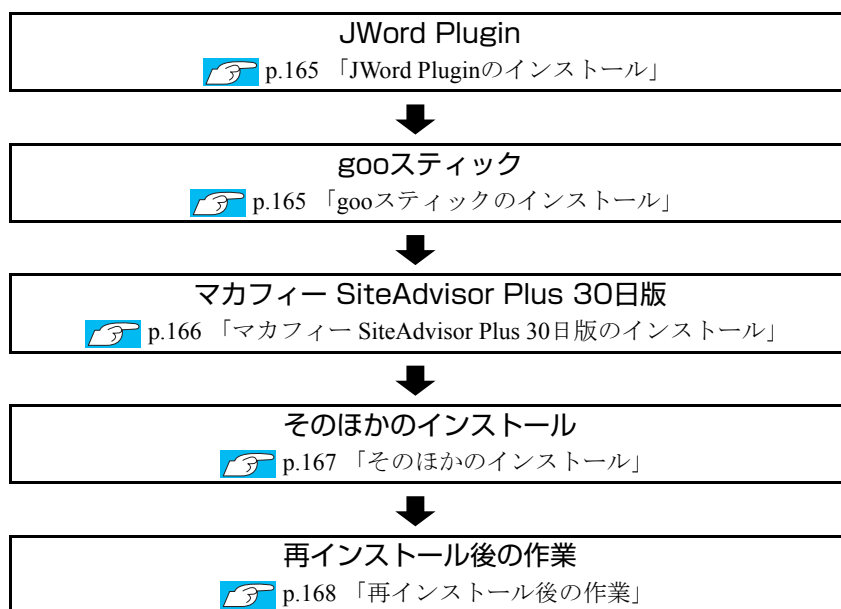 JWord Plugin
p.165 「JWord Pluginのインストール」
gooスティック
p.165 「gooスティックのインストール」
マカフィー SiteAdvisor Plus 30日版
p.166 「マカフィー SiteAdvisor Plus 30日版のインストール」
そのほかのインストール
p.167 「そのほかのインストール」
再インストール後の作業
p.168 「再インストール後の作業」